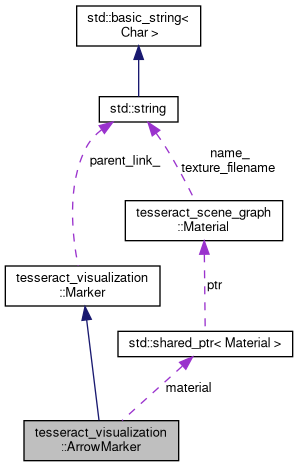 std::basic_string<
Char >
std::string
parent_link_
name_
texture_filename
tesseract_scene_graph
::Material
tesseract_visualization
::Marker
ptr
std::shared_ptr< Material >
material
tesseract_visualization
::ArrowMarker